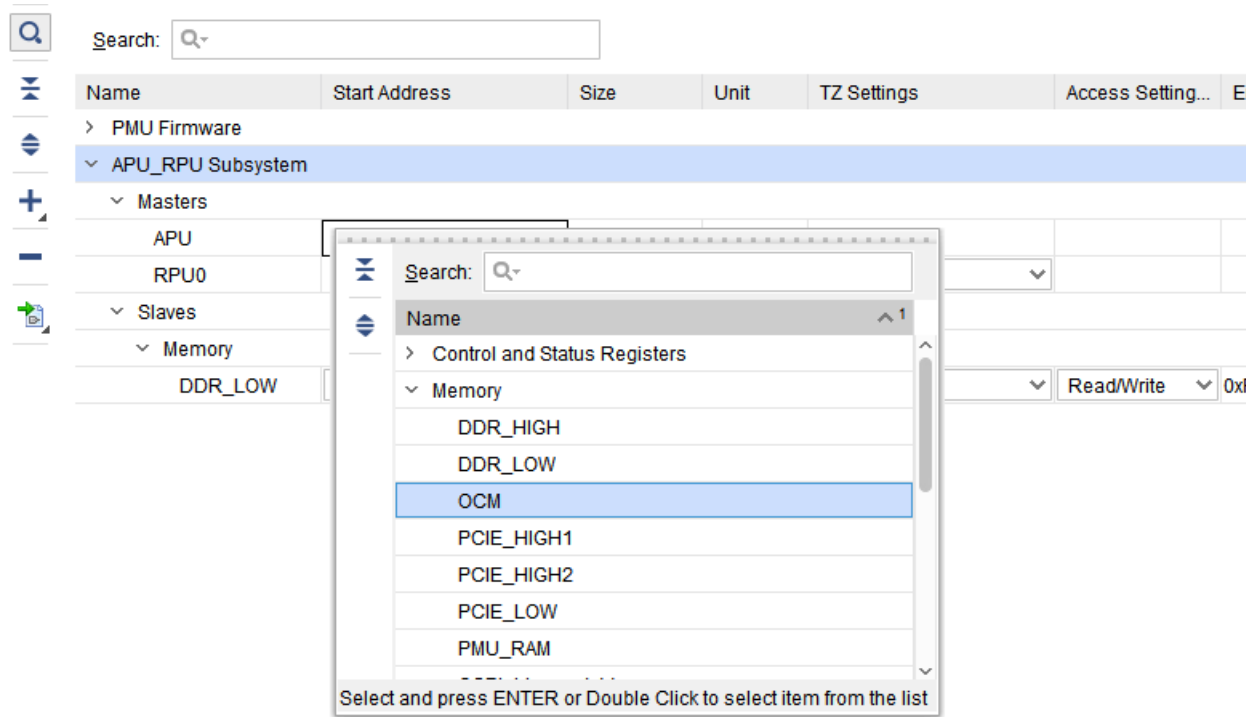 Search:
Name Start Address Size Unit TZ Settings Access Setting... E
PMU Firmware
APU_RPU Subsystem
Masters
APU
RPU0
Slaves
Memory
DDR_LOW Read/Write
Search:
Name 1
Control and Status Registers
Memory
DDR_HIGH
DDR_LOW
OCM
PCIE_HIGH1
PCIE_HIGH2
PCIE_LOW
PMU_RAM
Select and press ENTER or Double Click to select item from the list